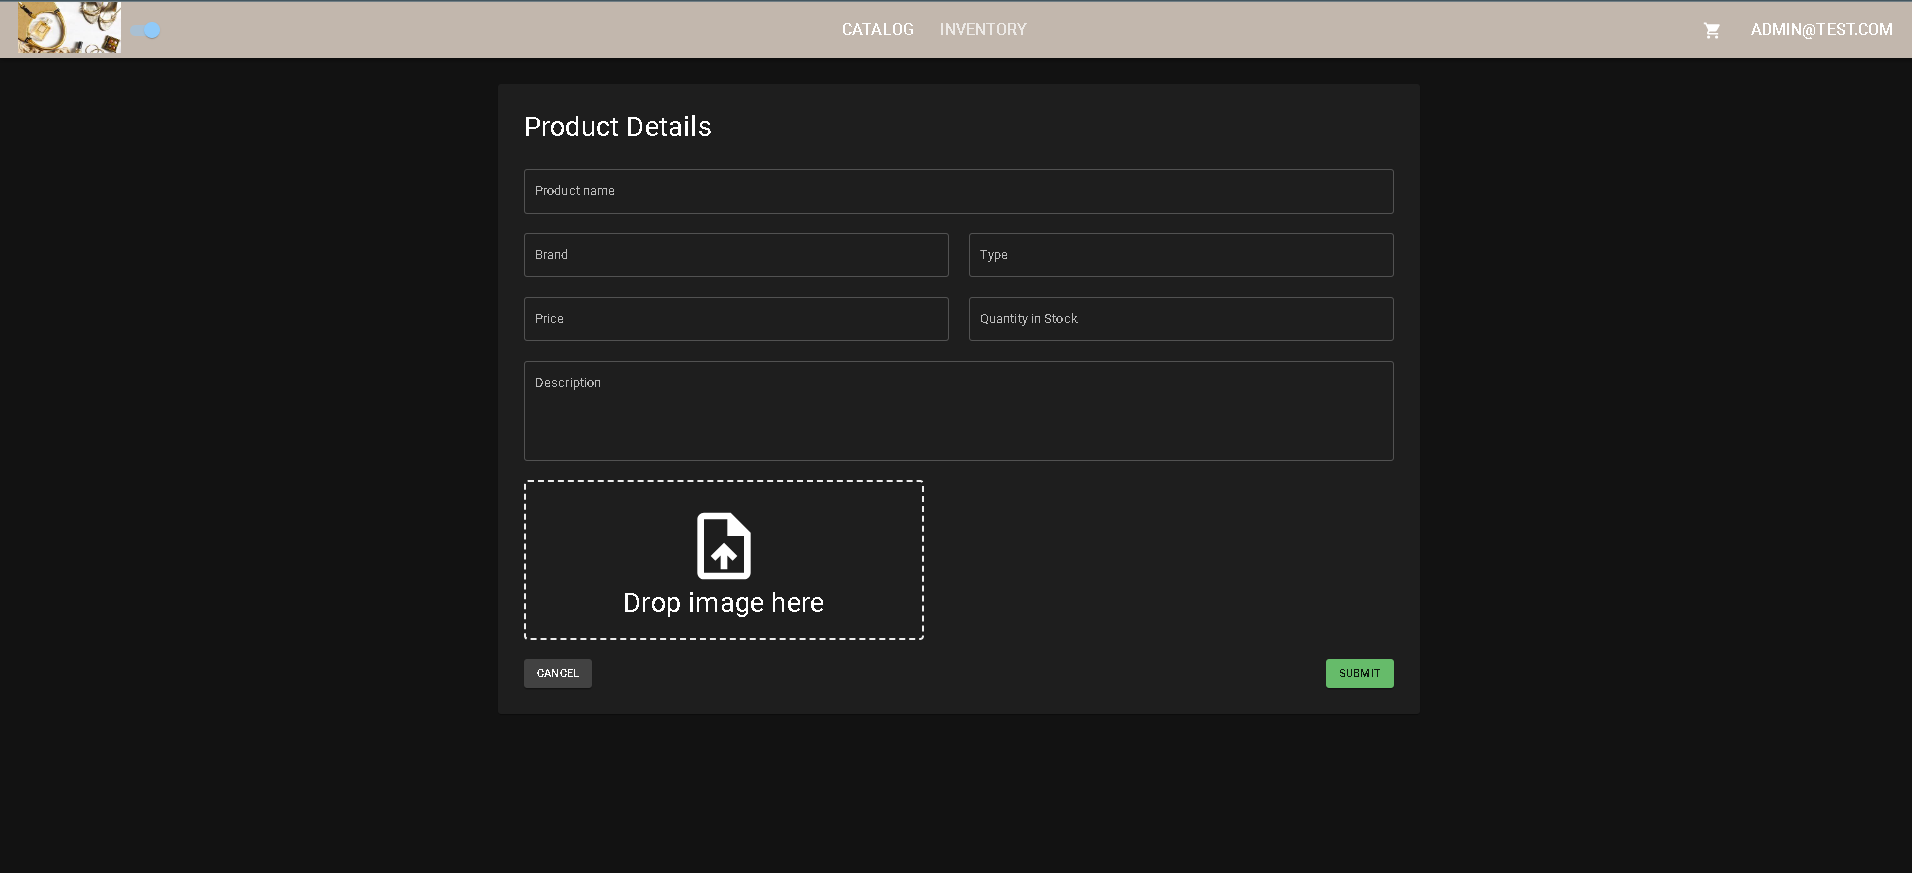 CATALOG INVENTORY ADMIN@TEST.COM
Product Details
Product name
Brand Type
Price Quantity in Stock
Description
Drop image here
CANCEL SUBMIT